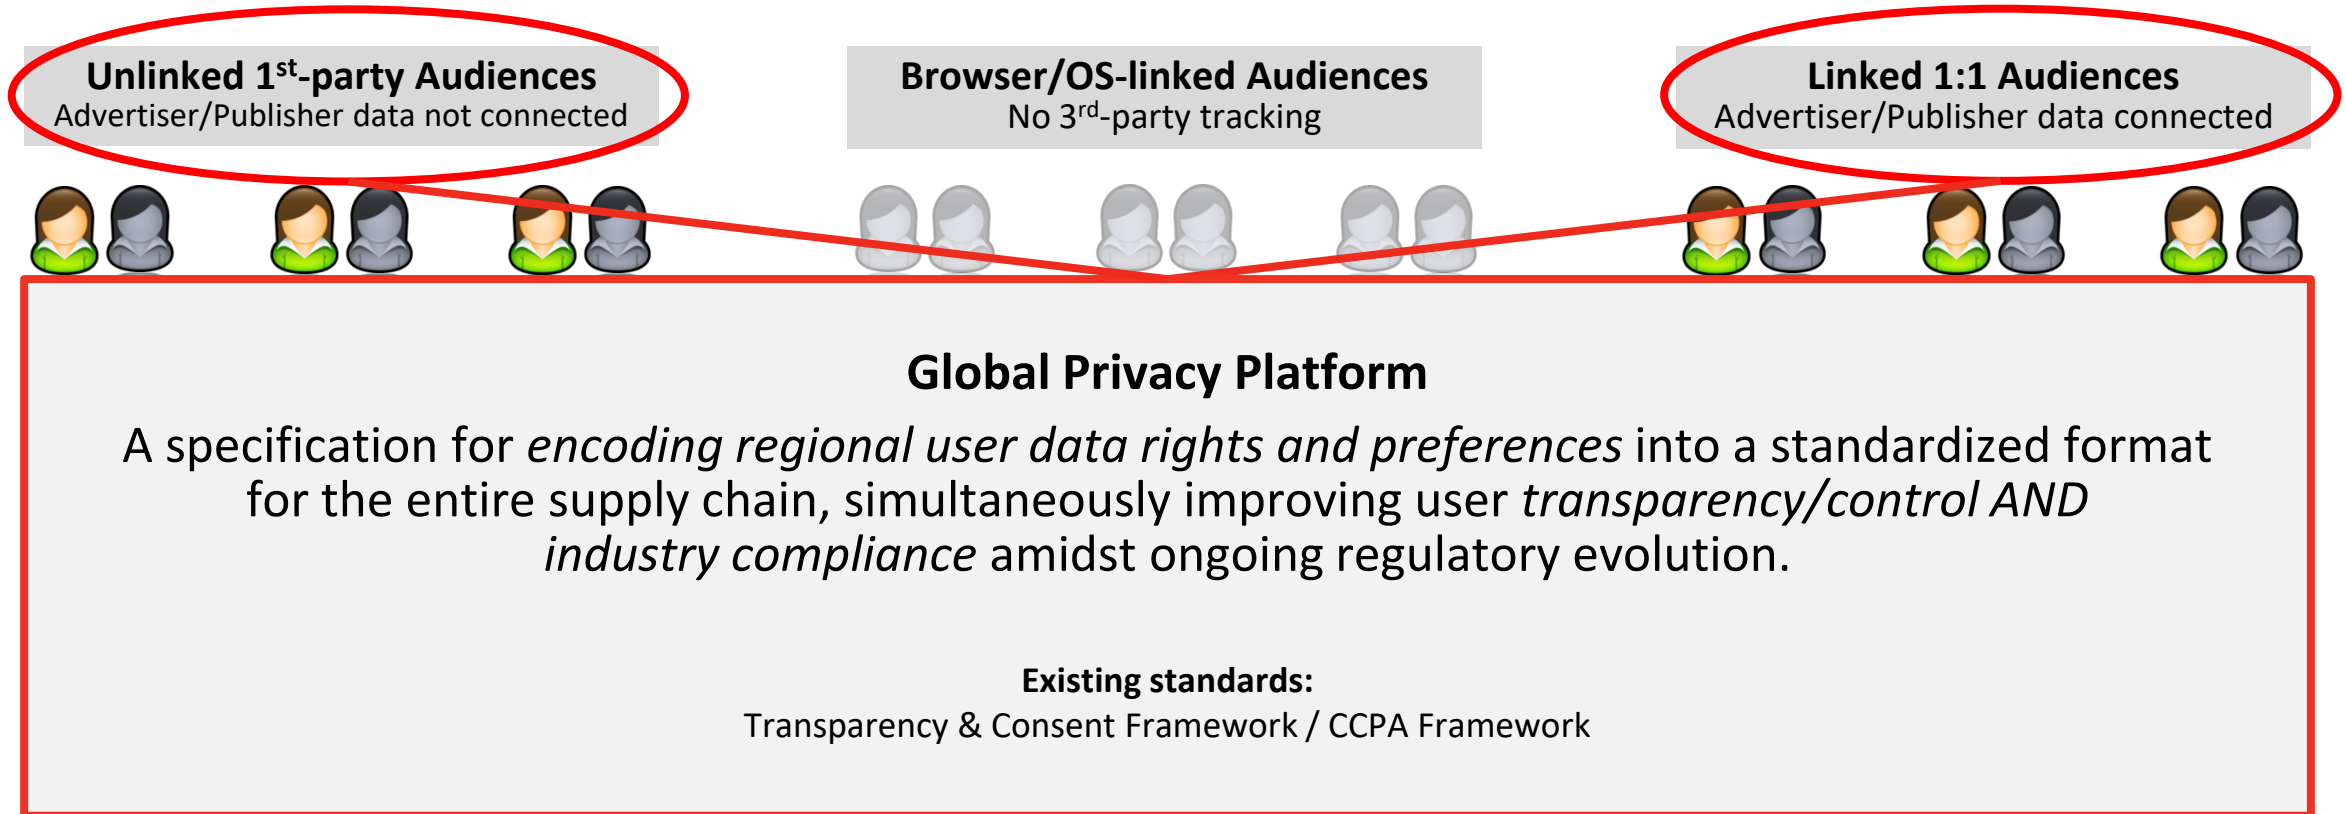 Unlinked 1st-party Audiences
Advertiser/Publisher data not connected
Browser/OS-linked Audiences
No 3rd-party tracking
Linked 1:1 Audiences
Advertiser/Publisher data connected
Global Privacy Platform
A specification for encoding regional user data rights and preferences into a standardized format
for the entire supply chain, simultaneously improving user transparency/control AND
industry compliance amidst ongoing regulatory evolution.
Existing standards:
Transparency & Consent Framework / CCPA Framework